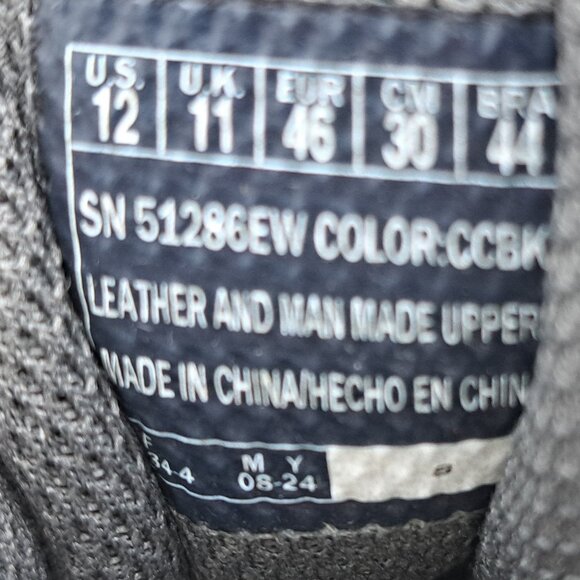 U.S. U.K. EUR CM BRA
12 11 46 30 44
SN 51286EW COLOR:CCBK
LEATHER AND MAN MADE UPPER
MADE IN CHINA/HECHO EN CHIN
F M Y
34-4 08-24